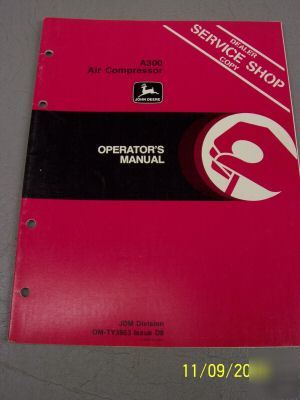 A300
Air Compressor
DEALER
SERVICE SHOP
COPY
JOHN DEERE
OPERATOR'S
MANUAL
JDM Division
OM-TY3553 Issue D8
11/09/20